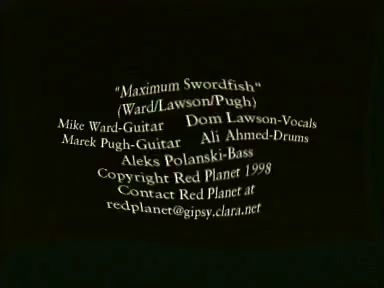 "Maximum Swordfish"
(Ward/Lawson/Pugh)
Mike Ward-Guitar Dom Lawson-Vocals
Marek Pugh-Guitar Ali Ahmed-Drums
Aleks Polanski-Bass
Copyright Red Planet 1998
Contact Red Planet at
redplanet@gipsy.clara.net